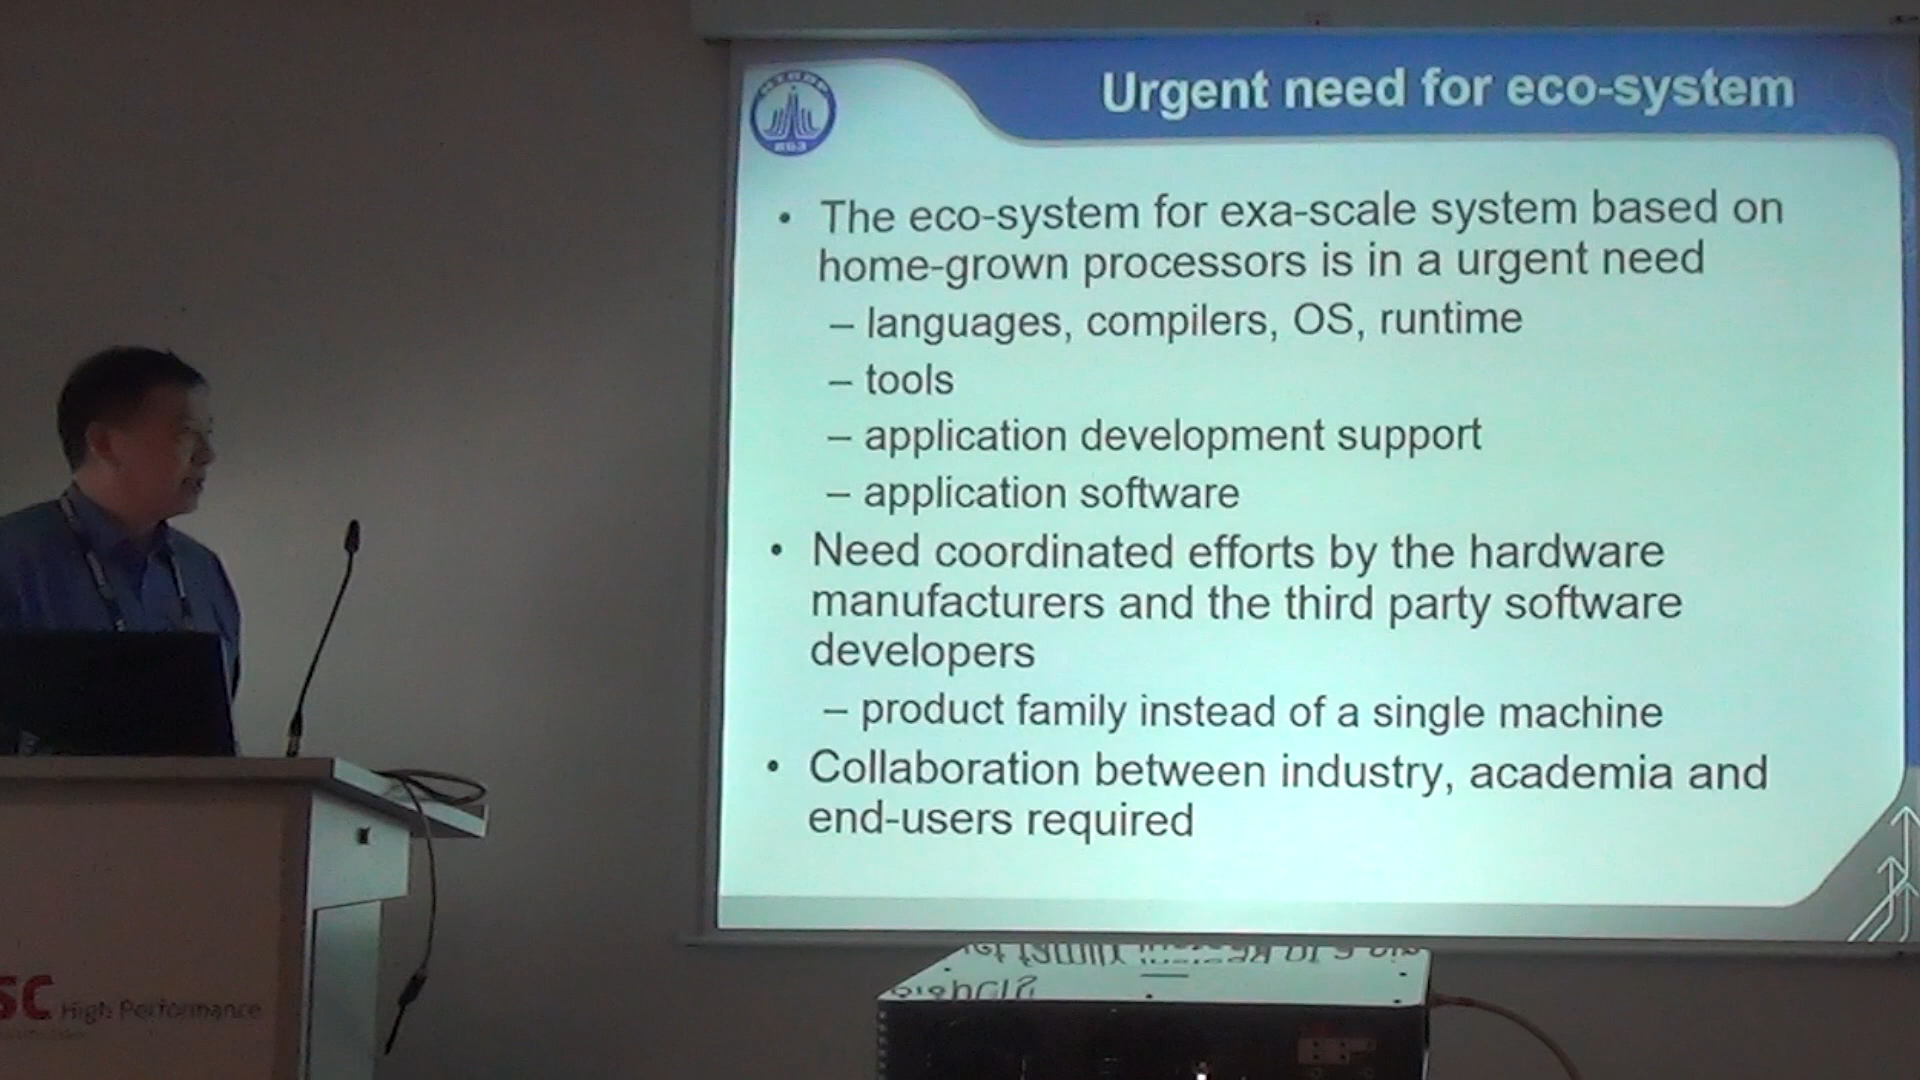 Urgent need for eco-system
863
• The eco-system for exa-scale system based on
home-grown processors is in a urgent need
– languages, compilers, OS, runtime
– tools
– application development support
– application software
• Need coordinated efforts by the hardware
manufacturers and the third party software
developers
– product family instead of a single machine
• Collaboration between industry, academia and
end-users required
SC High Performance